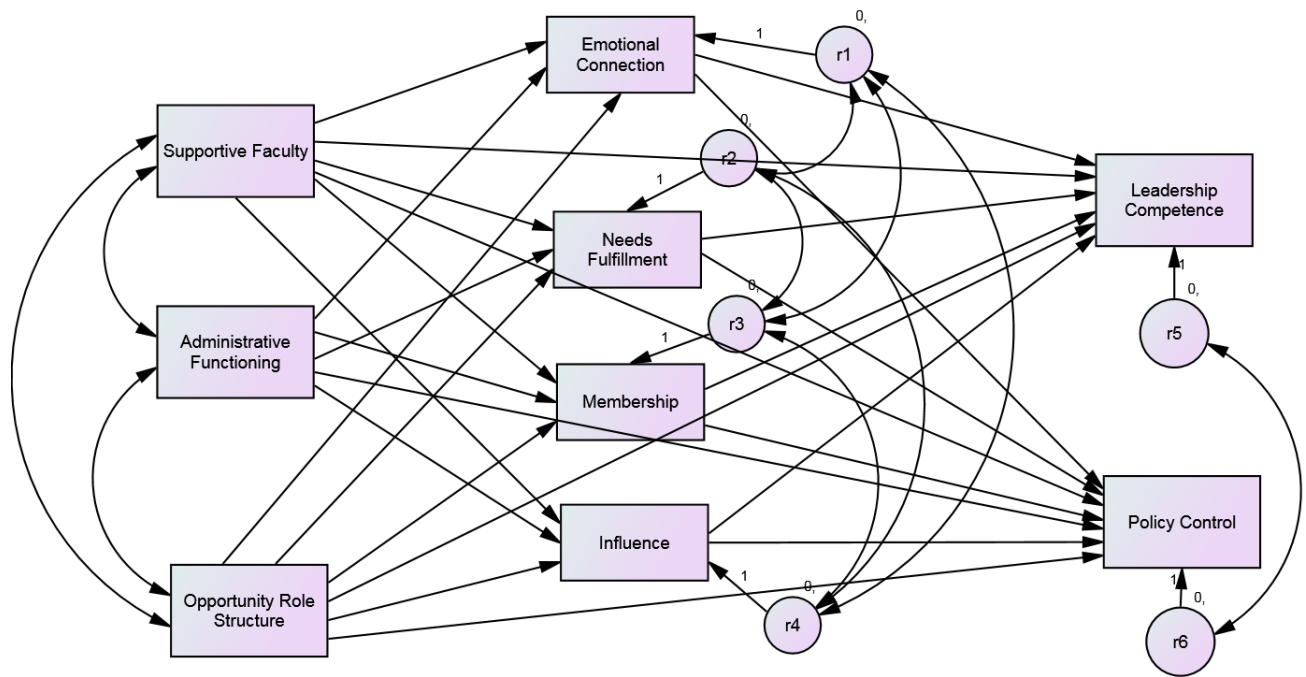 0,
Emotional
Connection
1
r1
0,
r2
Supportive Faculty
1
Leadership
Competence
Needs
Fulfillment
0,
r3
1
1
0,
r5
Administrative
Functioning
Membership
Policy Control
Influence
1
0,
r4
1
0,
r6
Opportunity Role
Structure